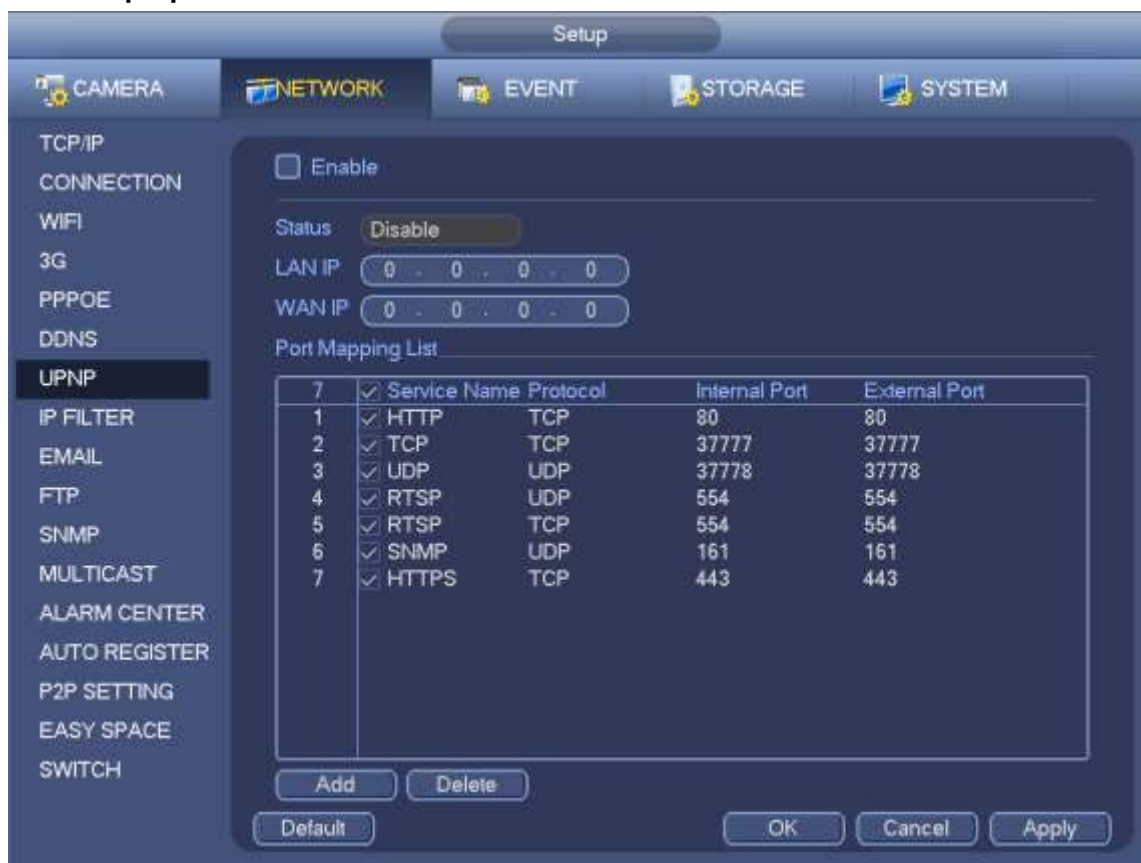 Setup
CAMERA NETWORK EVENT STORAGE SYSTEM
TCP/IP
CONNECTION
WIFI
3G
PPPOE
DDNS
UPNP
IP FILTER
EMAIL
FTP
SNMP
MULTICAST
ALARM CENTER
AUTO REGISTER
P2P SETTING
EASY SPACE
SWITCH
Enable
Status Disable
LAN IP 0 . 0 . 0 . 0
WAN IP 0 . 0 . 0 . 0
Port Mapping List
7 Service Name Protocol Internal Port External Port
1 HTTP TCP 80 80
2 TCP TCP 37777 37777
3 UDP UDP 37778 37778
4 RTSP UDP 554 554
5 RTSP TCP 554 554
6 SNMP UDP 161 161
7 HTTPS TCP 443 443
Add Delete
Default OK Cancel Apply